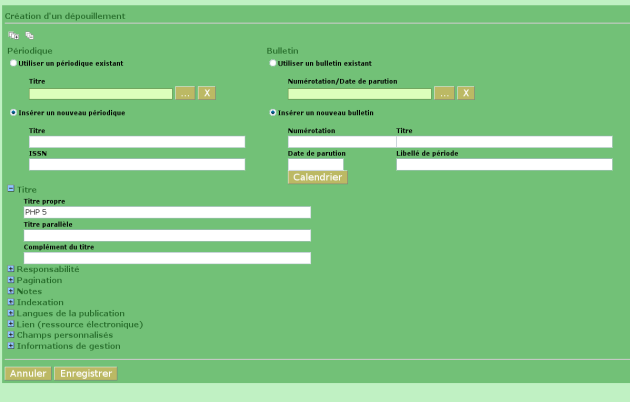 Création d'un dépouillement
Périodique Bulletin
Utiliser un périodique existant Utiliser un bulletin existant
Titre Numérotation/Date de parution
... X ... X
Insérer un nouveau périodique Insérer un nouveau bulletin
Titre Numérotation Titre
ISSN Date de parution Libellé de période
Calendrier
Titre
Titre propre
PHP 5
Titre parallèle
Complément du titre
Responsabilité
Pagination
Notes
Indexation
Langues de la publication
Lien (ressource électronique)
Champs personnalisés
Informations de gestion
Annuler Enregistrer